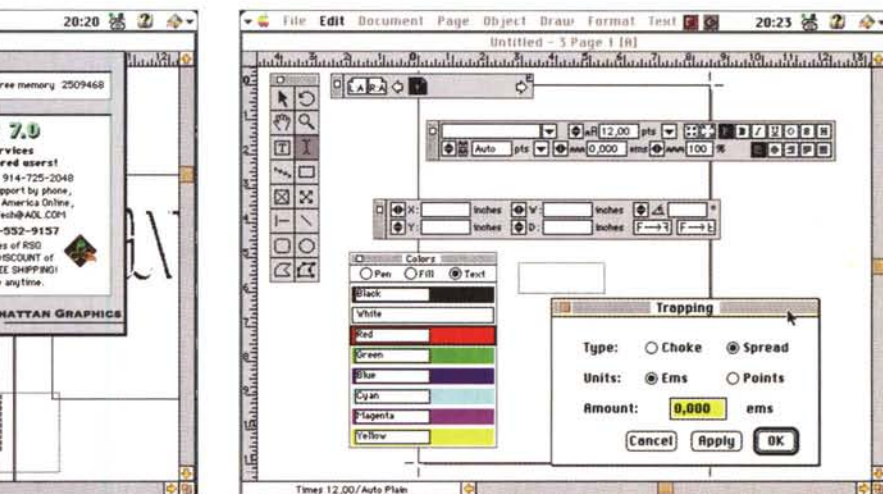 20:20
ree memory 2509468
7.0
rvices
red users!
914-725-2048
pport by phone,
America Online,
ech@AOL.COM
-552-9157
es of RSG
ISCOUNT of
EE SHIPPING!
anytime.
HATTAN GRAPHICS
File Edit Document Page Object Draw Format Text 20:23
Untitled - 3 Page 1 [A]
L A R A 1
12,00 pts
Auto pts 0,000 ems 100 %
X: inches W: inches °
Y: inches D: inches
Colors
Pen Fill Text
Black
White
Red
Green
Blue
Cyan
Magenta
Yellow
Trapping
Type: Choke Spread
Units: Ems Points
Amount: 0,000 ems
Cancel Apply OK
Times 12,00/Auto Plain